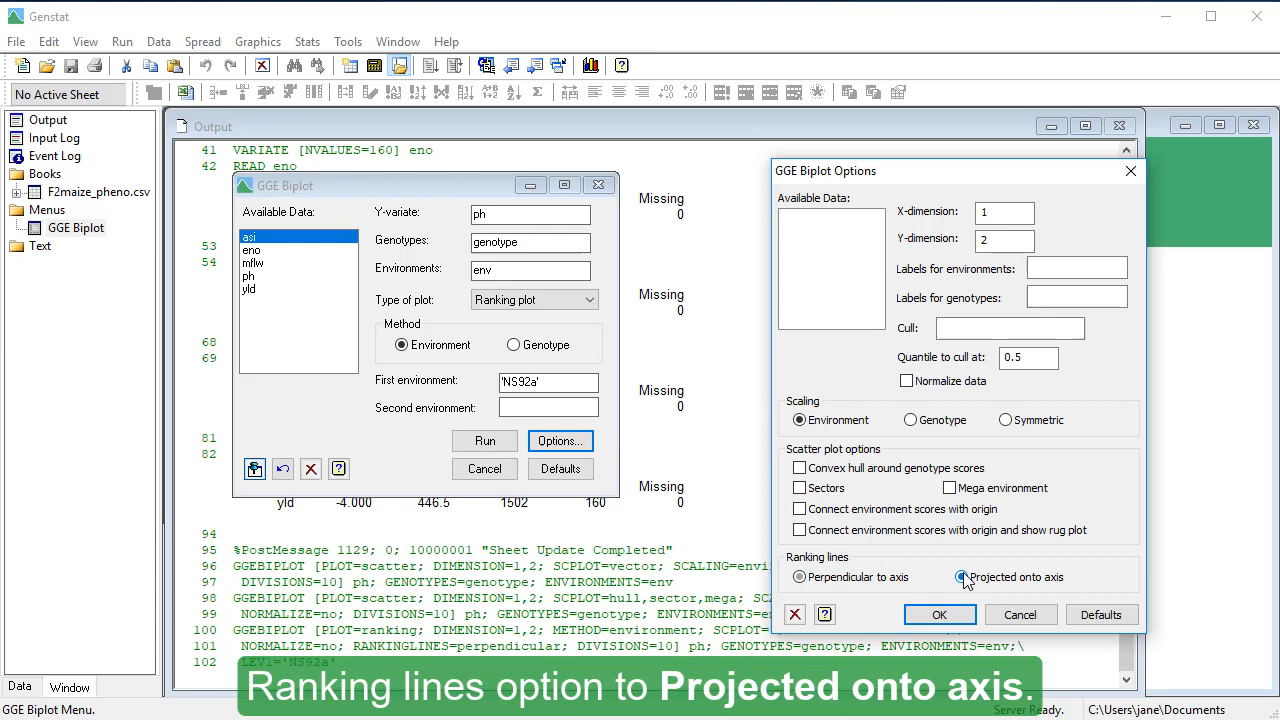 Genstat
File Edit View Run Data Spread Graphics Stats Tools Window Help
No Active Sheet
Output
Input Log
Event Log
Books
F2maize_pheno.csv
Menus
GGE Biplot
Text
Data Window
Output
41 VARIATE [NVALUES=160] eno
42 READ eno
Missing
0
53
54
Missing
0
68
69
Missing
0
81
82
Missing
0
yld -4.000 446.5 1502 160
94
95 %PostMessage 1129; 0; 10000001 "Sheet Update Completed"
96 GGEBIPLOT [PLOT=scatter; DIMENSION=1,2; SCPLOT=vector; SCALING=envir
97 DIVISIONS=10] ph; GENOTYPES=genotype; ENVIRONMENTS=env
98 GGEBIPLOT [PLOT=scatter; DIMENSION=1,2; SCPLOT=hull,sector,mega; SCA
99 NORMALIZE=no; DIVISIONS=10] ph; GENOTYPES=genotype; ENVIRONMENTS=env
100 GGEBIPLOT [PLOT=ranking; DIMENSION=1,2; METHOD=environment; SC
101 NORMALIZE=no; RANKINGLINES=perpendicular; DIVISIONS=10] ph; GENOTYPES=genotype; ENVIRONMENTS=env;\
102 LEV1='NS92a'
GGE Biplot
Available Data:
asi
eno
mflw
ph
yld
Y-variate: ph
Genotypes: genotype
Environments: env
Type of plot: Ranking plot
Method
Environment Genotype
First environment: 'NS92a'
Second environment:
Run Options...
Cancel Defaults
GGE Biplot Options
Available Data:
X-dimension: 1
Y-dimension: 2
Labels for environments:
Labels for genotypes:
Cull:
Quantile to cull at: 0.5
Normalize data
Scaling
Environment Genotype Symmetric
Scatter plot options
Convex hull around genotype scores
Sectors Mega environment
Connect environment scores with origin
Connect environment scores with origin and show rug plot
Ranking lines
Perpendicular to axis Projected onto axis
OK Cancel Defaults
Ranking lines option to Projected onto axis.
GGE Biplot Menu. Server Ready. C:\Users\jane\Documents